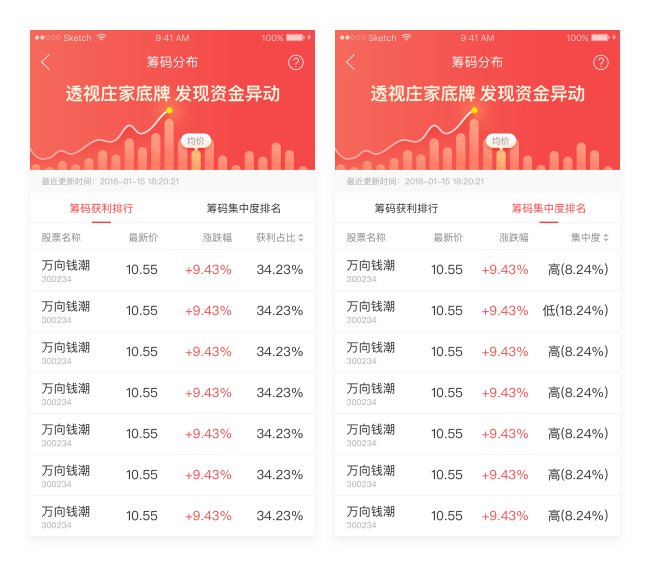 Sketch 9:41 AM 100%
筹码分布
透视庄家底牌 发现资金异动
均价
最近更新时间：2018-01-15 18:20:21
筹码获利排行 筹码集中度排名
股票名称 最新价 涨跌幅 获利占比
万向钱潮 10.55 +9.43% 34.23%
300234
万向钱潮 10.55 +9.43% 34.23%
300234
万向钱潮 10.55 +9.43% 34.23%
300234
万向钱潮 10.55 +9.43% 34.23%
300234
万向钱潮 10.55 +9.43% 34.23%
300234
万向钱潮 10.55 +9.43% 34.23%
300234
万向钱潮 10.55 +9.43% 34.23%
300234
Sketch 9:41 AM 100%
筹码分布
透视庄家底牌 发现资金异动
均价
最近更新时间：2018-01-15 18:20:21
筹码获利排行 筹码集中度排名
股票名称 最新价 涨跌幅 集中度
万向钱潮 10.55 +9.43% 高(8.24%)
300234
万向钱潮 10.55 +9.43% 低(18.24%)
300234
万向钱潮 10.55 +9.43% 高(8.24%)
300234
万向钱潮 10.55 +9.43% 高(8.24%)
300234
万向钱潮 10.55 +9.43% 高(8.24%)
300234
万向钱潮 10.55 +9.43% 高(8.24%)
300234
万向钱潮 10.55 +9.43% 高(8.24%)
300234